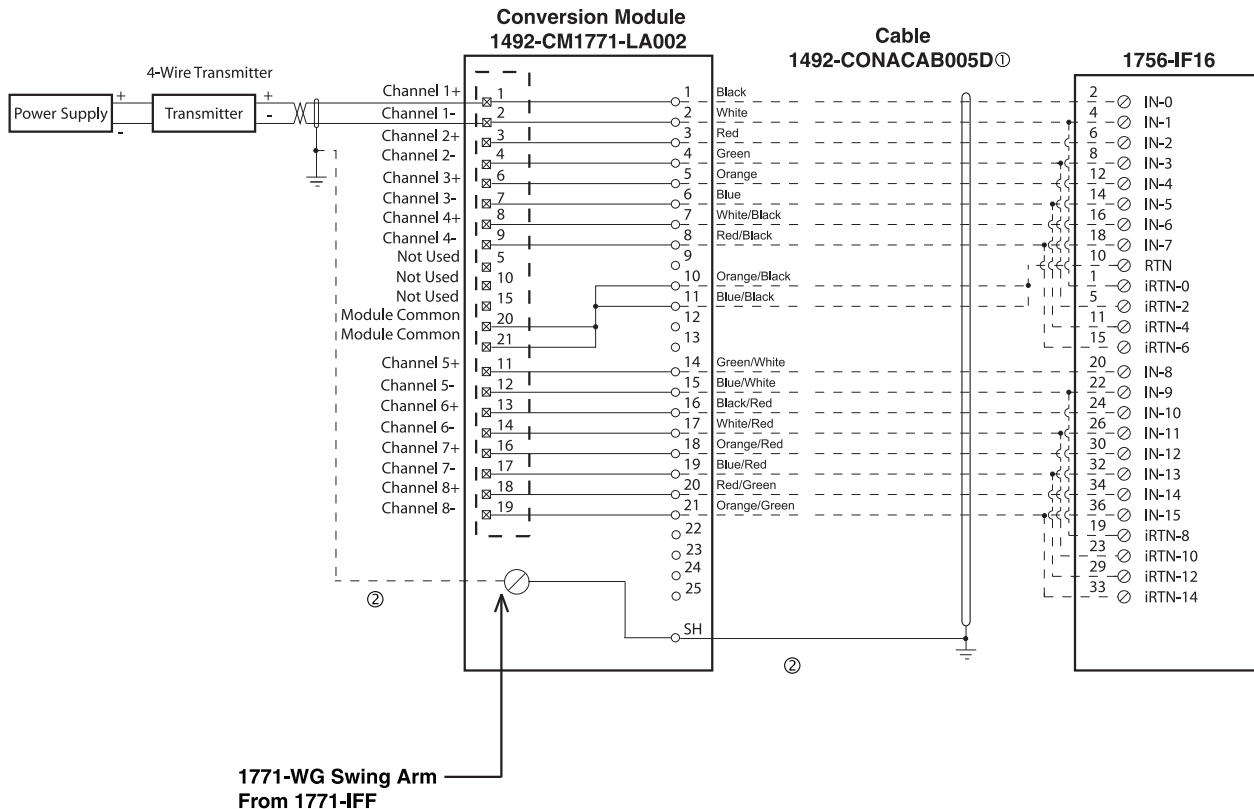 Conversion Module
1492-CM1771-LA002
Cable
1492-CONACAB005D①
1756-IF16
4-Wire Transmitter
Power Supply
+
-
Transmitter
+
-
Channel 1+ 1 1 Black 2 IN-0
Channel 1- 2 2 White 4 IN-1
Channel 2+ 3 3 Red 6 IN-2
Channel 2- 4 4 Green 8 IN-3
Channel 3+ 6 5 Orange 12 IN-4
Channel 3- 7 6 Blue 14 IN-5
Channel 4+ 8 7 White/Black 16 IN-6
Channel 4- 9 8 Red/Black 18 IN-7
Not Used 5 9 10 RTN
Not Used 10 10 Orange/Black 1 iRTN-0
Not Used 15 11 Blue/Black 5 iRTN-2
Module Common 20 12 11 iRTN-4
Module Common 21 13 15 iRTN-6
Channel 5+ 11 14 Green/White 20 IN-8
Channel 5- 12 15 Blue/White 22 IN-9
Channel 6+ 13 16 Black/Red 24 IN-10
Channel 6- 14 17 White/Red 26 IN-11
Channel 7+ 16 18 Orange/Red 30 IN-12
Channel 7- 17 19 Blue/Red 32 IN-13
Channel 8+ 18 20 Red/Green 34 IN-14
Channel 8- 19 21 Orange/Green 36 IN-15
22 19 iRTN-8
23 23 iRTN-10
24 29 iRTN-12
25 33 iRTN-14
②
SH
②
1771-WG Swing Arm
From 1771-IFF